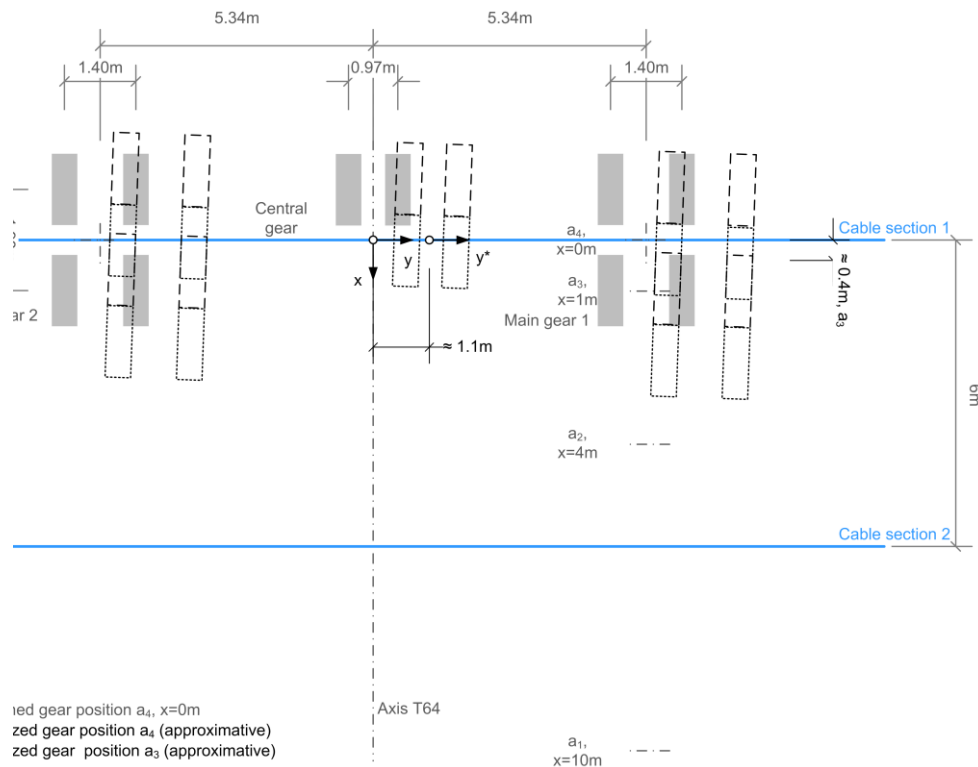 5.34m
5.34m
1.40m
0.97m
1.40m
Central
gear
Cable section 1
a4,
x=0m
y
y*
x
a3,
x=1m
≈ 0.4m, a3
ar 2
Main gear 1
≈ 1.1m
6m
a2,
x=4m
Cable section 2
Axis T64
ned gear position a4, x=0m
zed gear position a4 (approximative)
zed gear position a3 (approximative)
a1,
x=10m